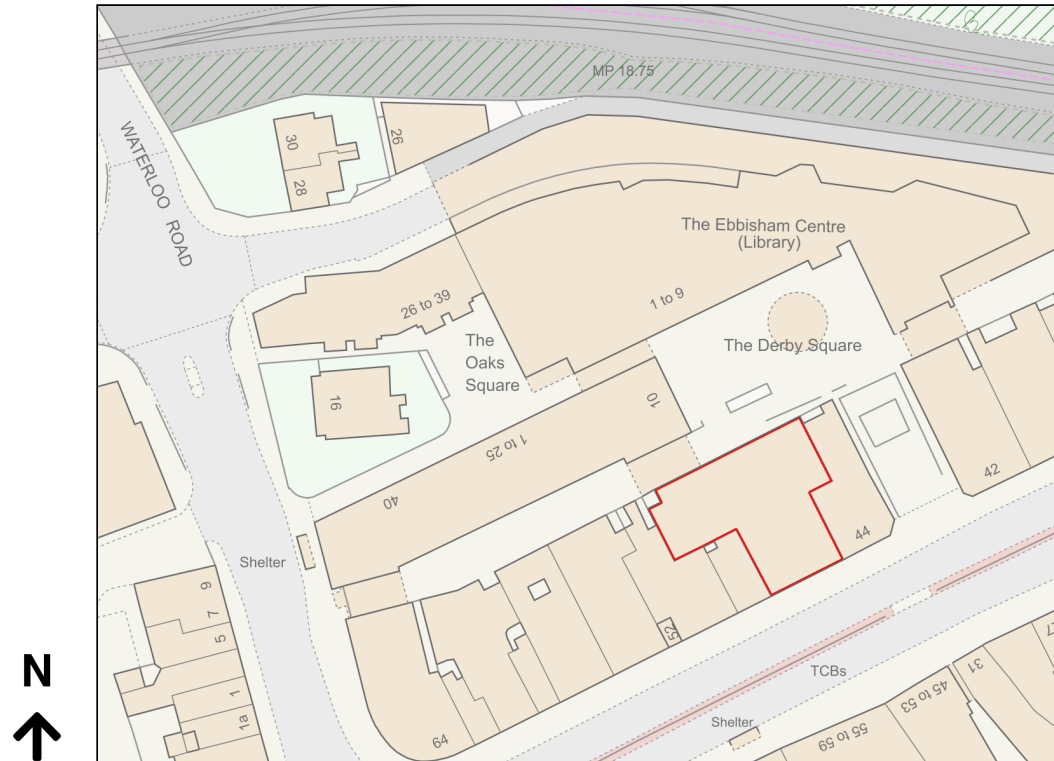 MP 18.75
WATERLOO ROAD
30
28
26
The Ebbisham Centre
(Library)
26 to 39
1 to 9
The
Oaks
Square
The Derby Square
16
10
1 to 25
40
42
44
Shelter
9
7
5
1
1a
52
64
TCBs
Shelter
31
45 to 53
55 to 59
N